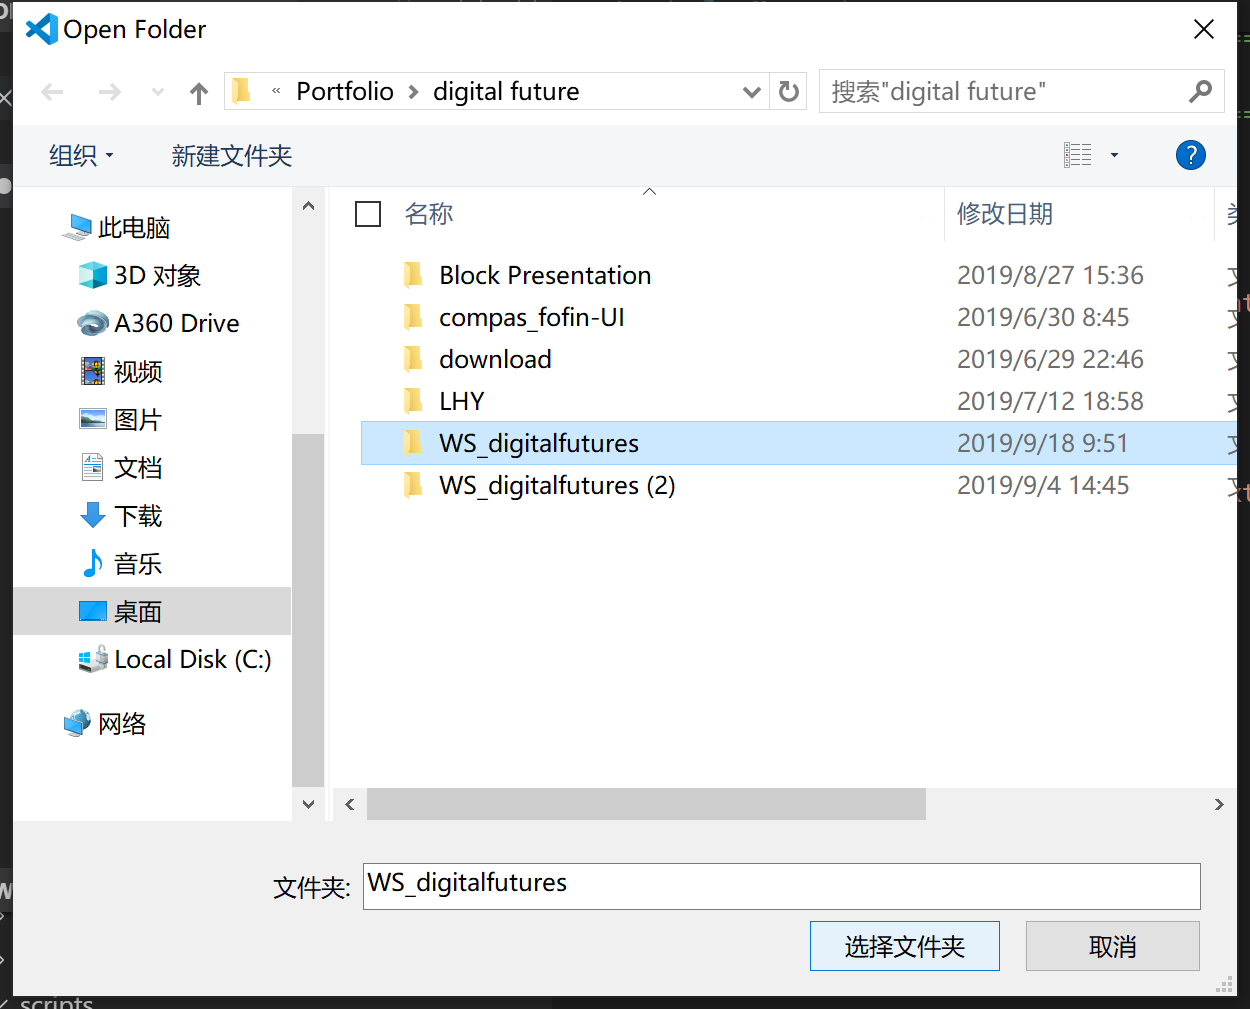 Open Folder
« Portfolio > digital future
搜索"digital future"
组织
新建文件夹
?
此电脑
3D 对象
A360 Drive
视频
图片
文档
下载
音乐
桌面
Local Disk (C:)
网络
名称 修改日期
Block Presentation 2019/8/27 15:36
compas_fofin-UI 2019/6/30 8:45
download 2019/6/29 22:46
LHY 2019/7/12 18:58
WS_digitalfutures 2019/9/18 9:51
WS_digitalfutures (2) 2019/9/4 14:45
文件夹: WS_digitalfutures
选择文件夹
取消
scripts